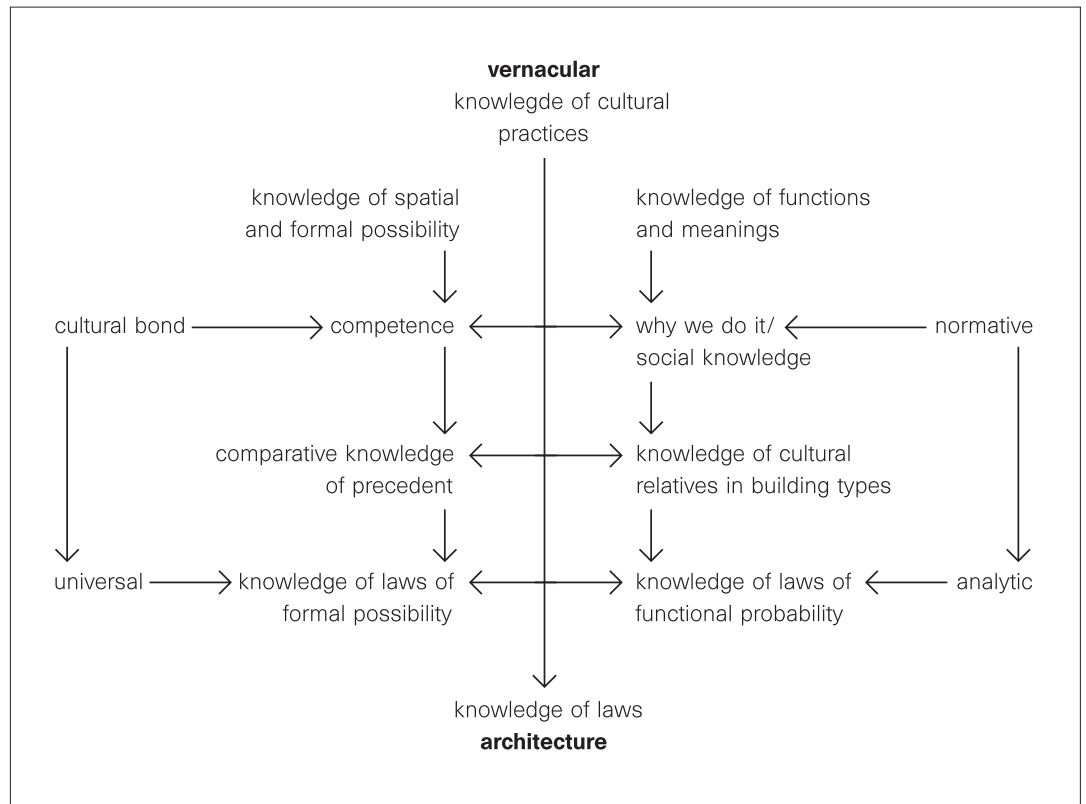 vernacular
knowlegde of cultural
practices
knowledge of spatial
and formal possibility
knowledge of functions
and meanings
cultural bond
competence
why we do it/
social knowledge
normative
comparative knowledge
of precedent
knowledge of cultural
relatives in building types
universal
knowledge of laws of
formal possibility
knowledge of laws of
functional probability
analytic
knowledge of laws
architecture